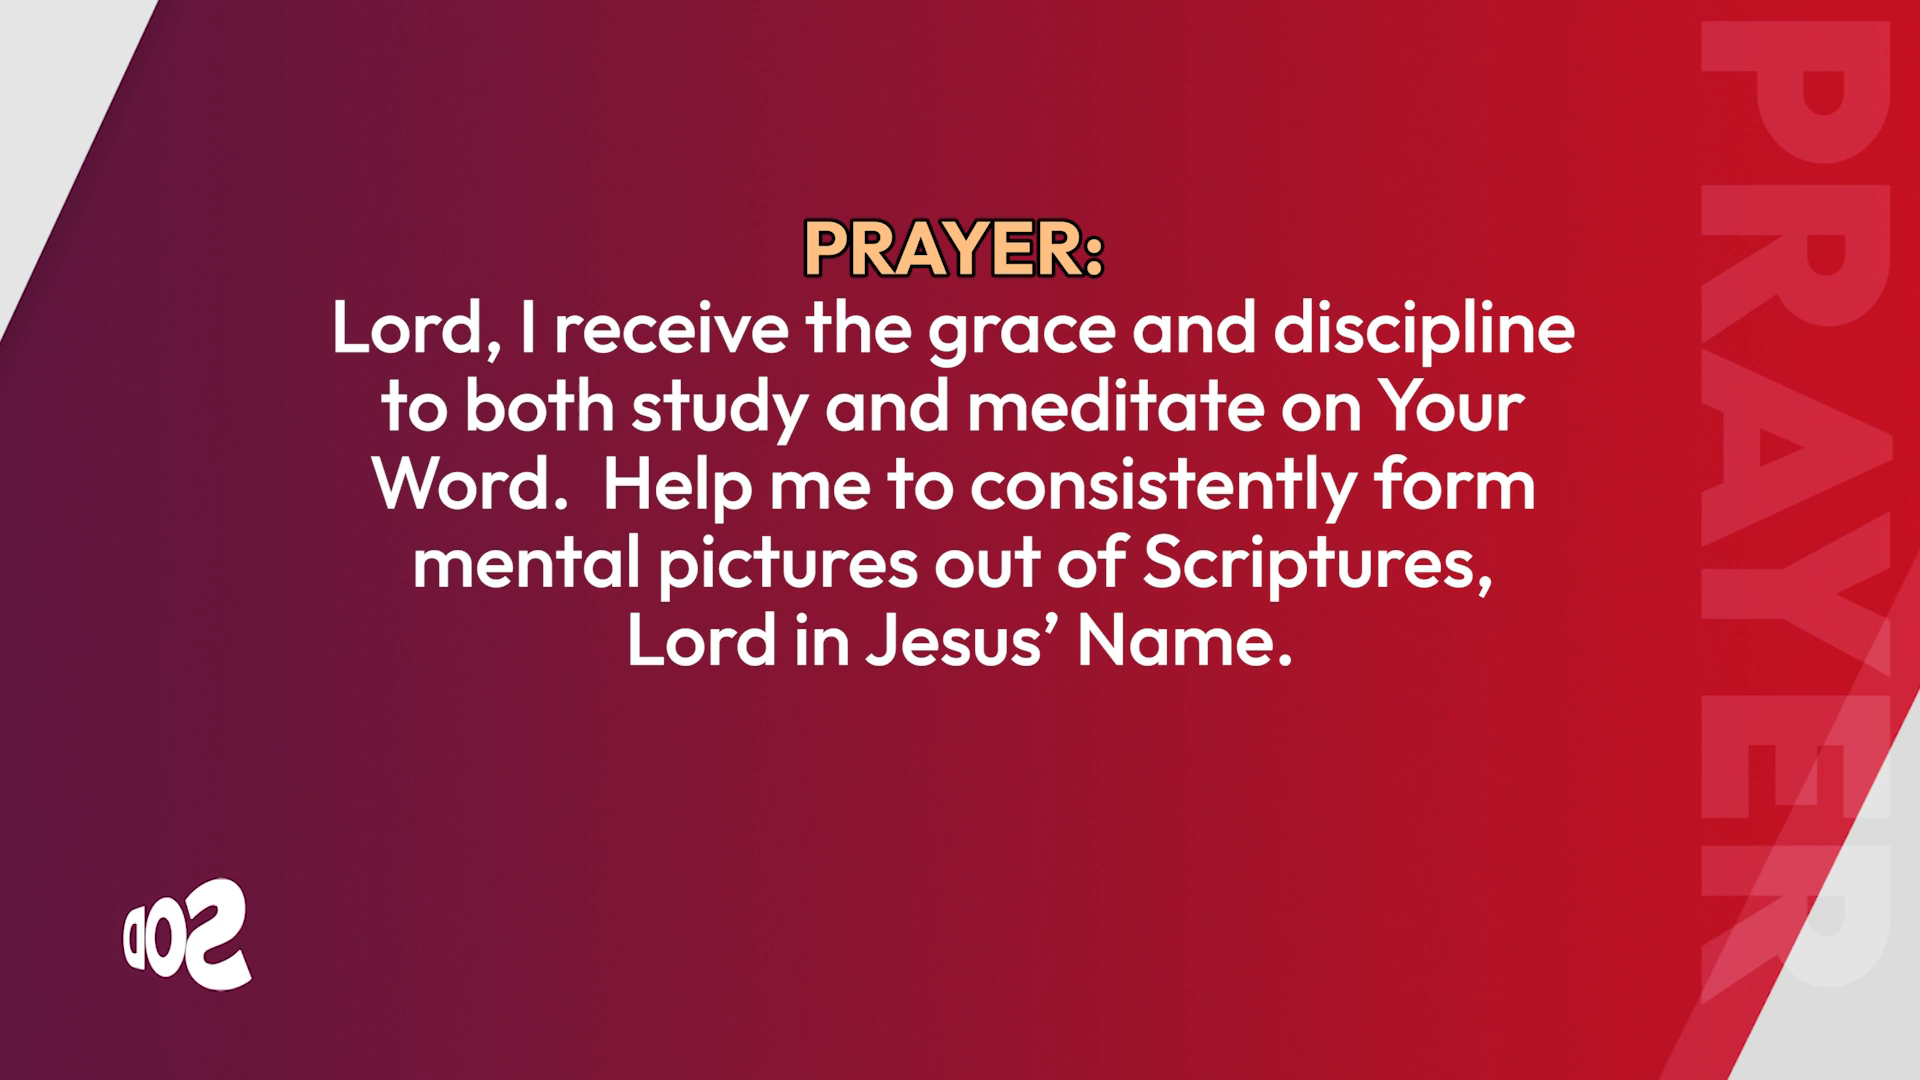 PRAYER:
Lord, I receive the grace and discipline
to both study and meditate on Your
Word.  Help me to consistently form
mental pictures out of Scriptures,
Lord in Jesus’ Name.
PRAYER
SOD